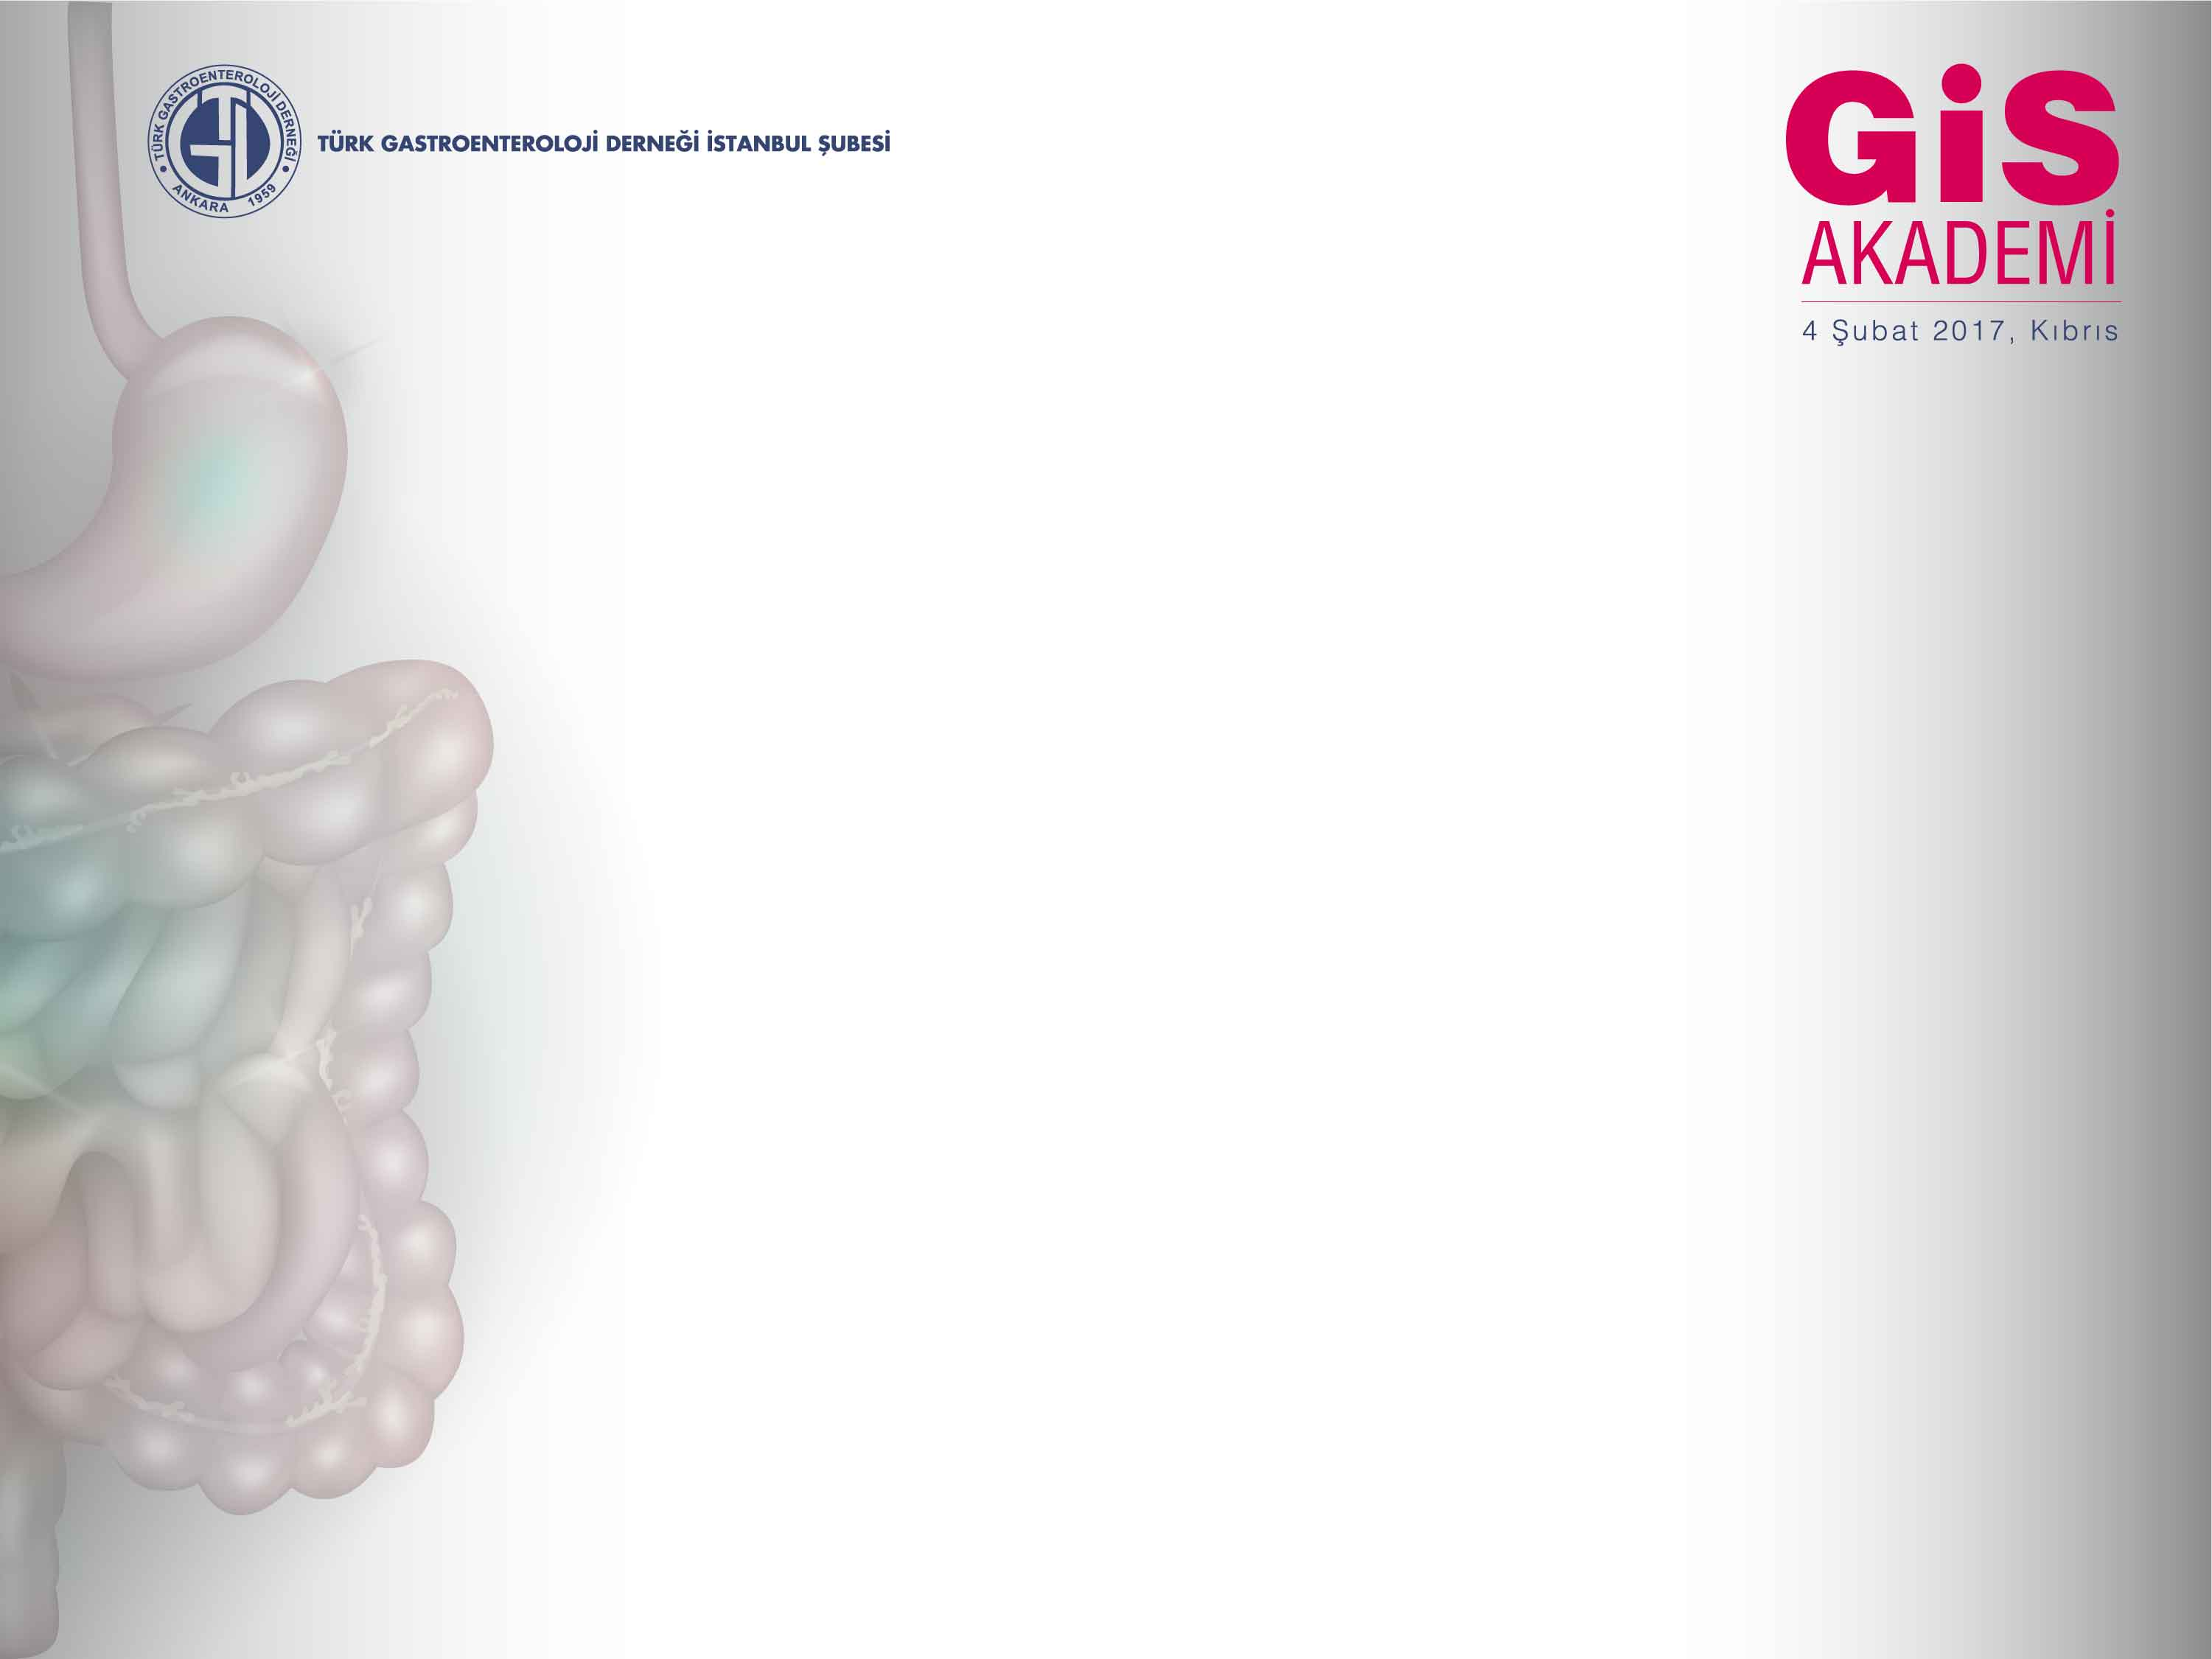 TÜRK GASTROENTEROLOJİ DERNEĞİ
ANKARA 1959
TÜRK GASTROENTEROLOJİ DERNEĞİ İSTANBUL ŞUBESİ
GiS
AKADEMİ
4 Şubat 2017, Kıbrıs